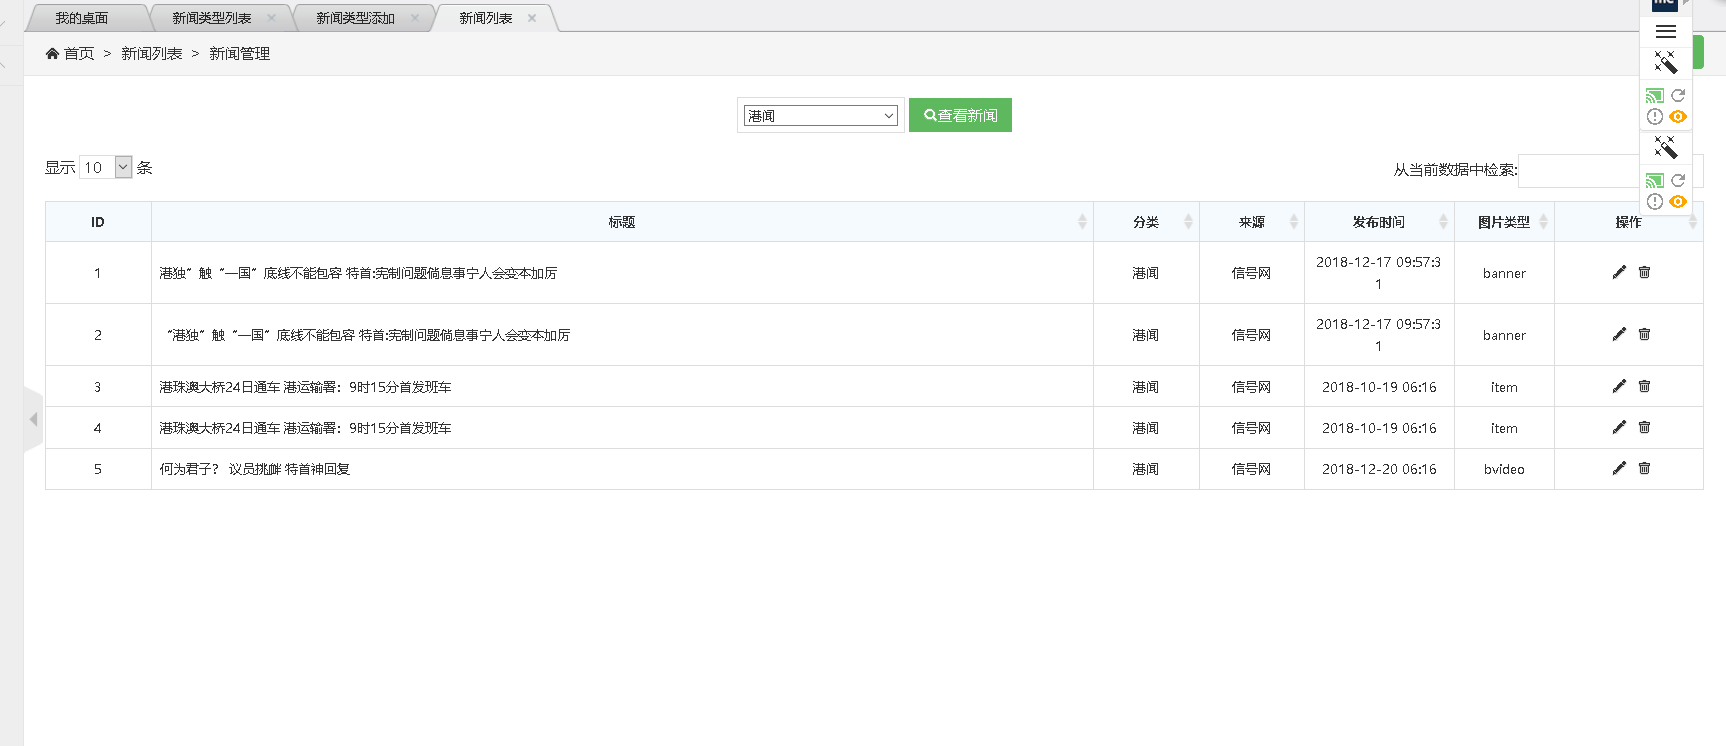 我的桌面 新闻类型列表 新闻类型添加 新闻列表
首页 > 新闻列表 > 新闻管理
港闻 查看新闻
显示 10 条 从当前数据中检索:
ID 标题 分类 来源 发布时间 图片类型 操作
1 港独”触“一国”底线不能包容 特首:宪制问题倘息事宁人会变本加厉 港闻 信号网 2018-12-17 09:57:3
1 banner
2 “港独”触“一国”底线不能包容 特首:宪制问题倘息事宁人会变本加厉 港闻 信号网 2018-12-17 09:57:3
1 banner
3 港珠澳大桥24日通车 港运输署：9时15分首发班车 港闻 信号网 2018-10-19 06:16 item
4 港珠澳大桥24日通车 港运输署：9时15分首发班车 港闻 信号网 2018-10-19 06:16 item
5 何为君子？ 议员挑衅 特首神回复 港闻 信号网 2018-12-20 06:16 bvideo